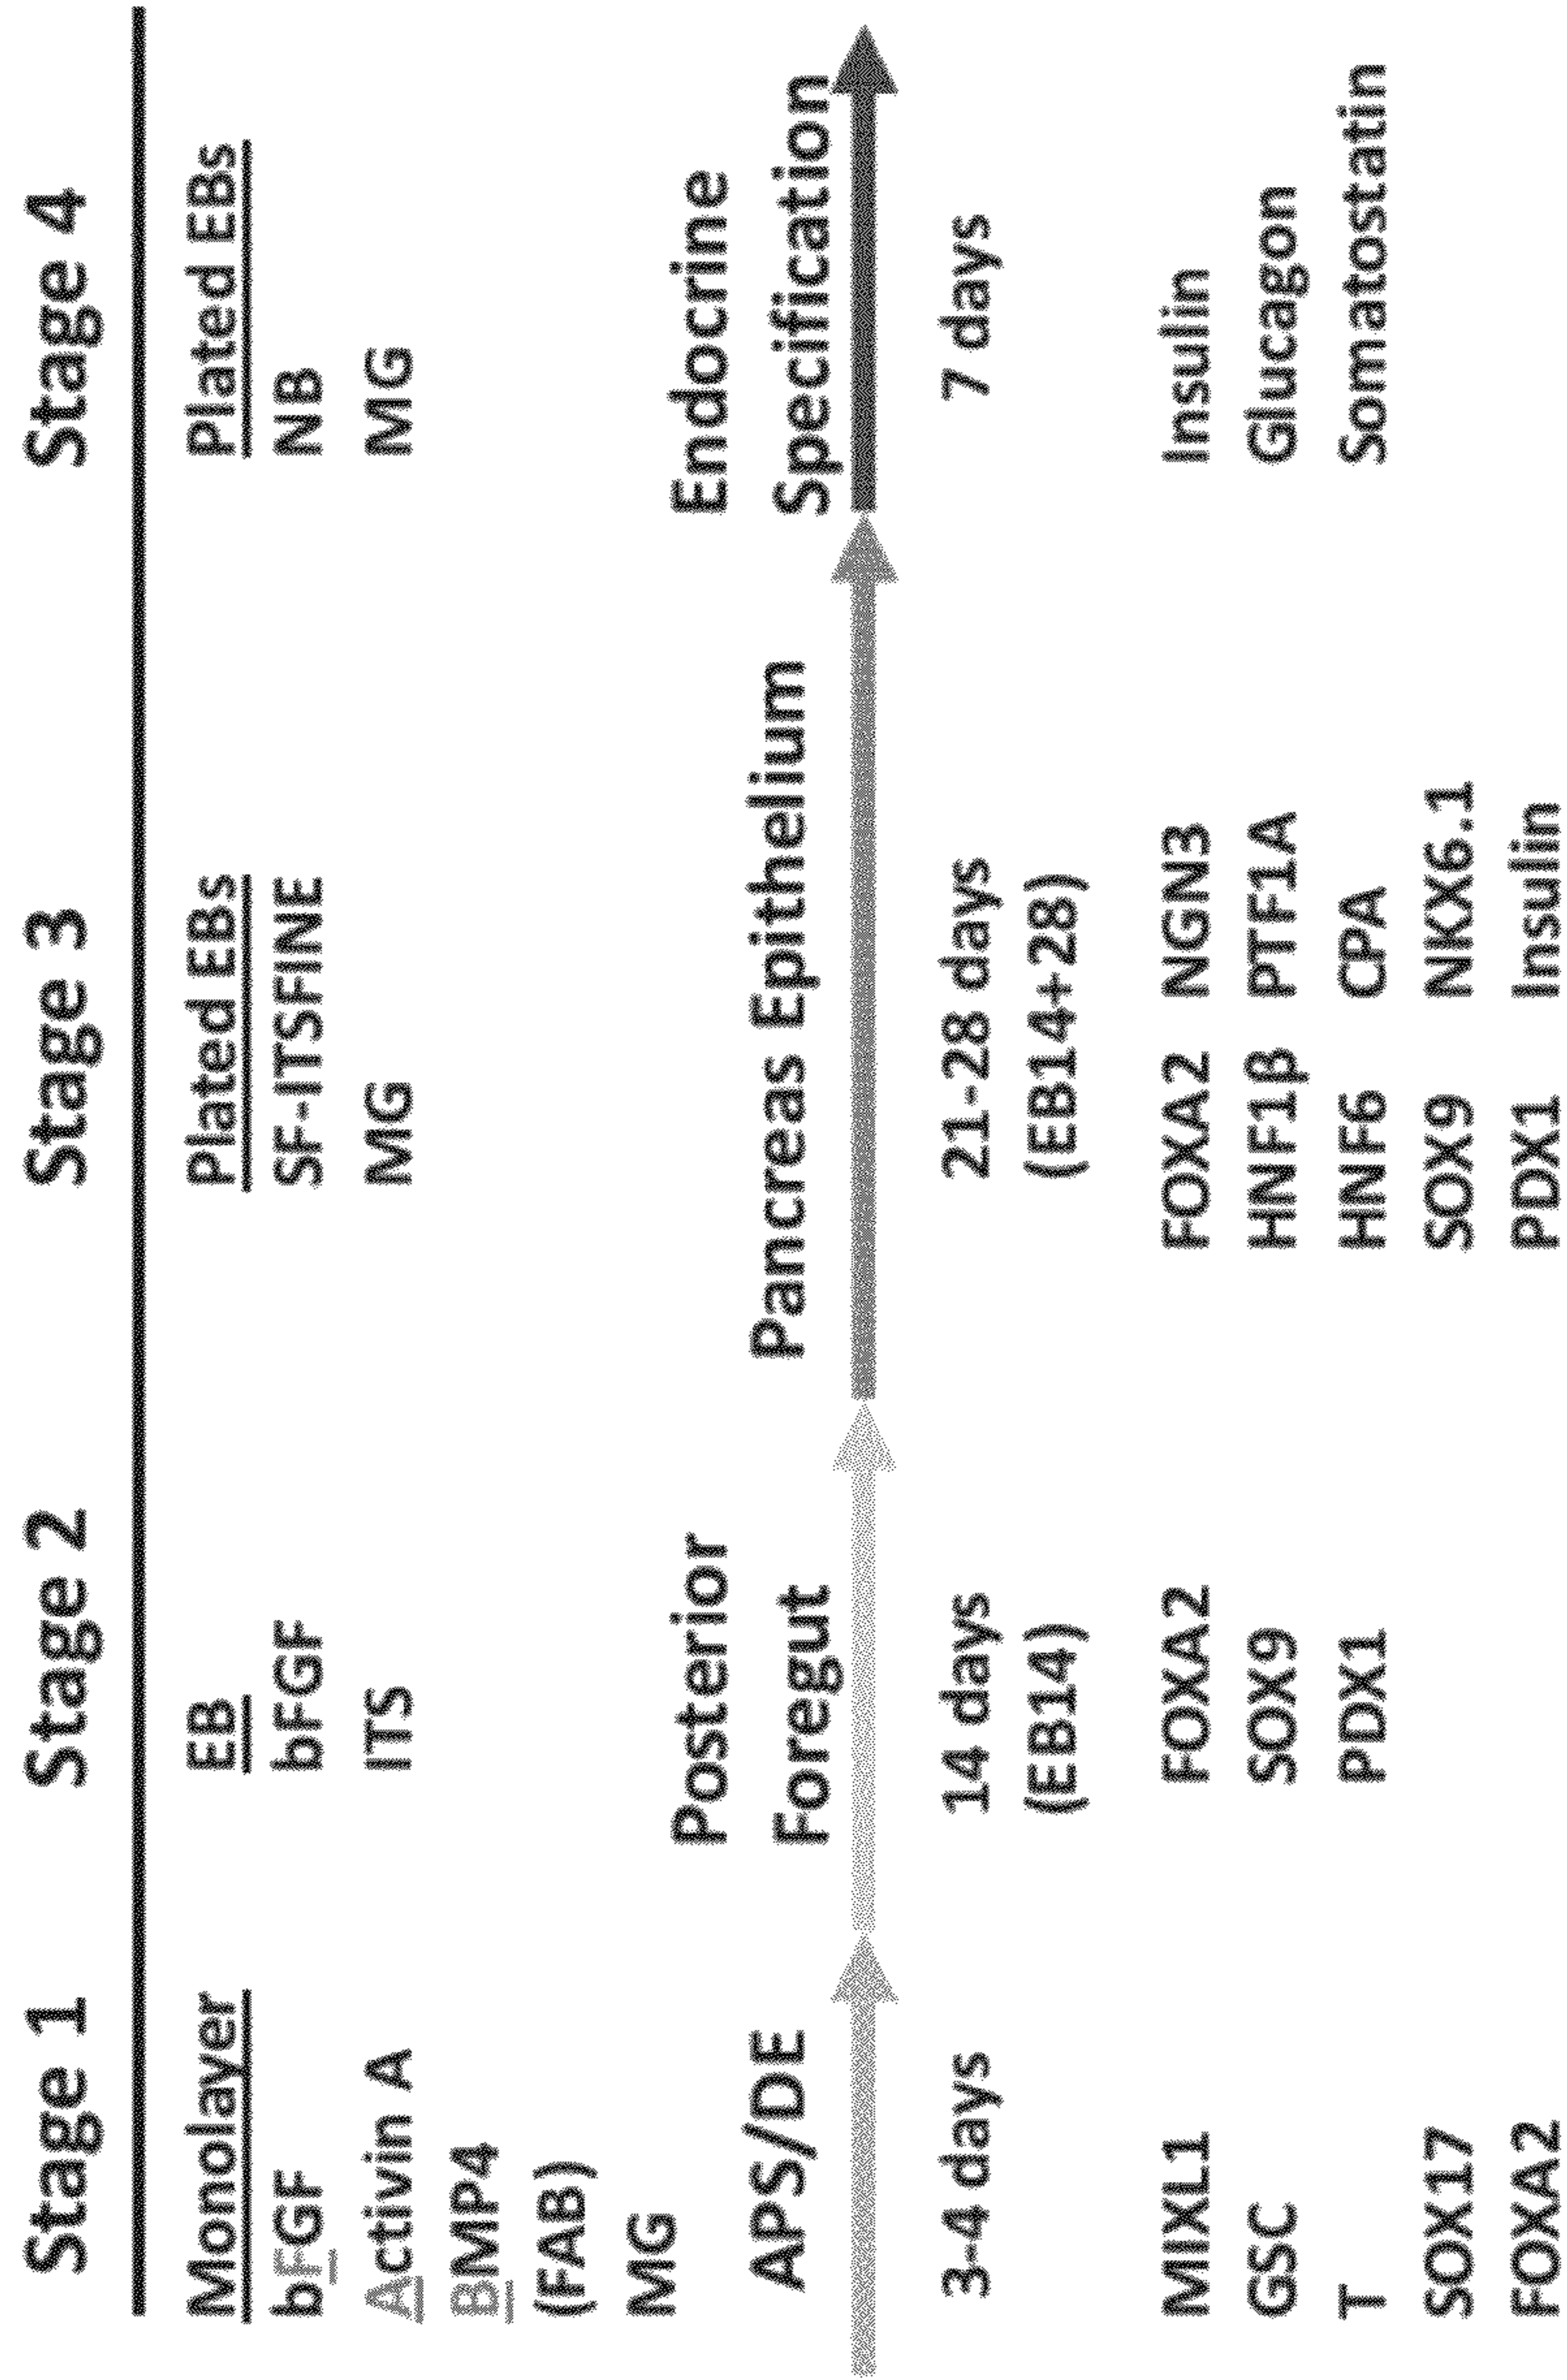 Stage 1
Stage 2
Stage 3
Stage 4
Monolayer
bFGF
Activin A
BMP4
(FAB)
MG
EB
bFGF
ITS
Plated EBs
SF-ITSFINE
MG
Plated EBs
NB
MG
APS/DE
Posterior
Foregut
Pancreas Epithelium
Endocrine
Specification
3-4 days
14 days
(EB14)
21-28 days
(EB14+28)
7 days
MIXL1
GSC
T
SOX17
FOXA2
FOXA2
SOX9
PDX1
FOXA2 NGN3
HNF1β PTF1A
HNF6 CPA
SOX9 NKX6.1
PDX1 Insulin
Insulin
Glucagon
Somatostatin